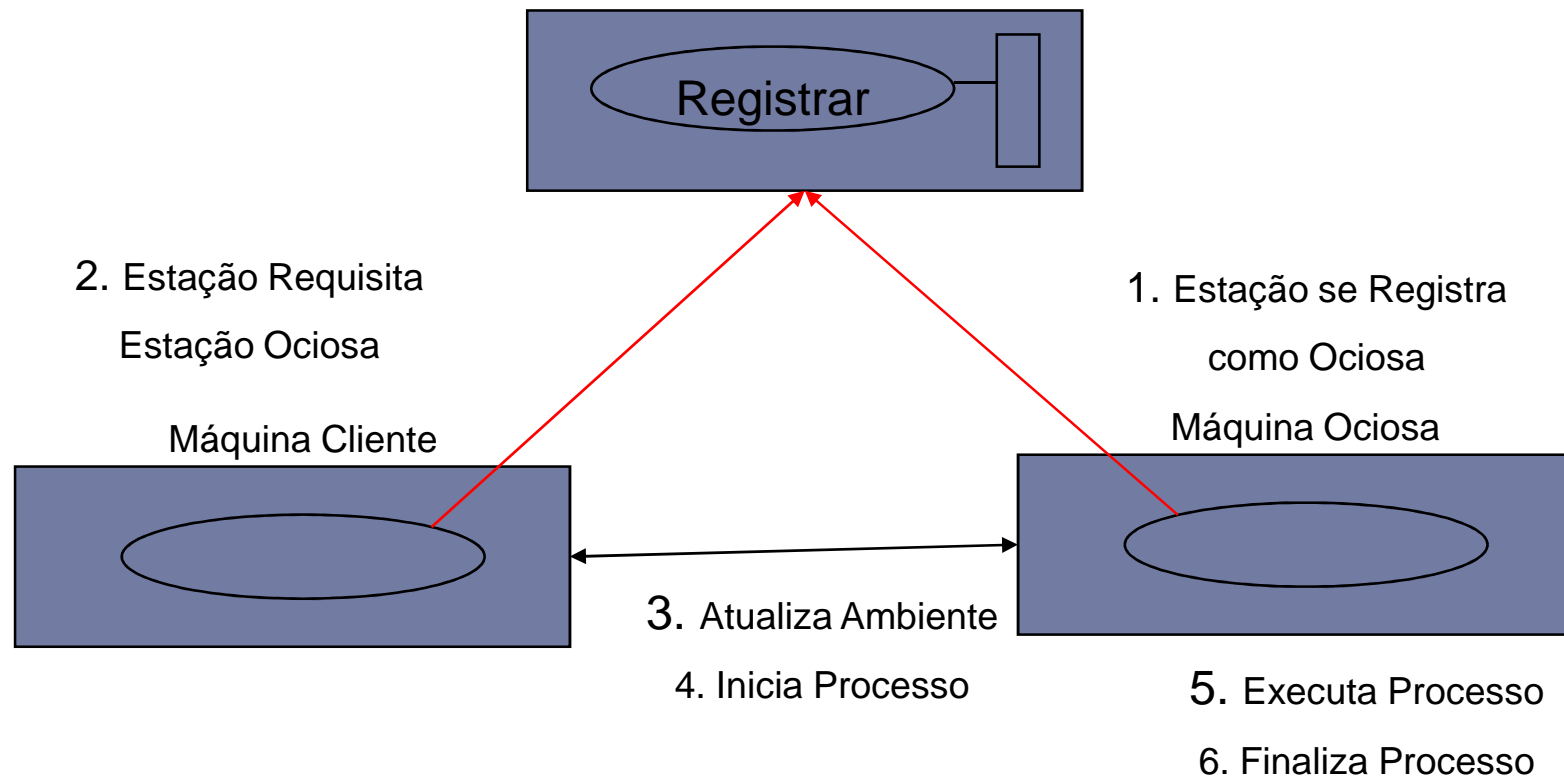 Registrar
2. Estação Requisita
Estação Ociosa
1. Estação se Registra
como Ociosa
Máquina Cliente
Máquina Ociosa
3. Atualiza Ambiente
4. Inicia Processo
5. Executa Processo
6. Finaliza Processo